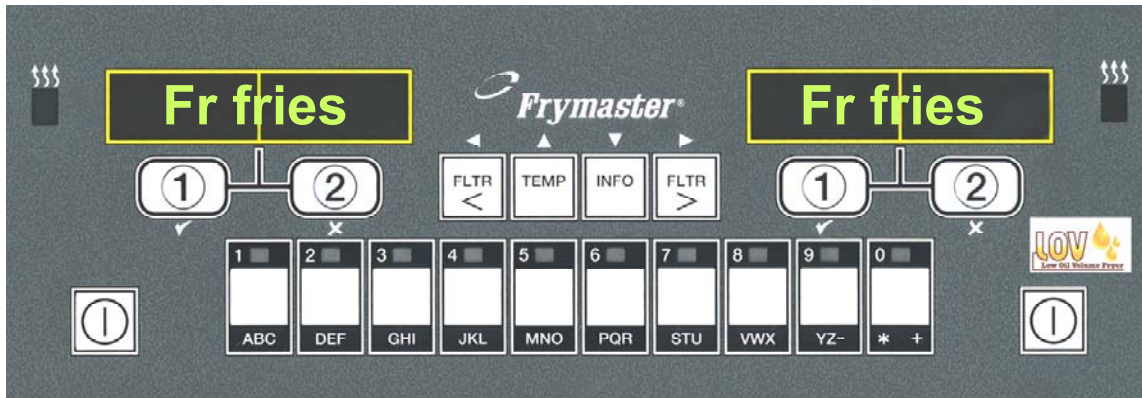 Fr fries
Fr fries
Frymaster®
1
2
FLTR
<
TEMP
INFO
FLTR
>
1
2
LOV
Low Oil Volume Fryer
1
2
3
4
5
6
7
8
9
0
ABC
DEF
GHI
JKL
MNO
PQR
STU
VWX
YZ-
* +